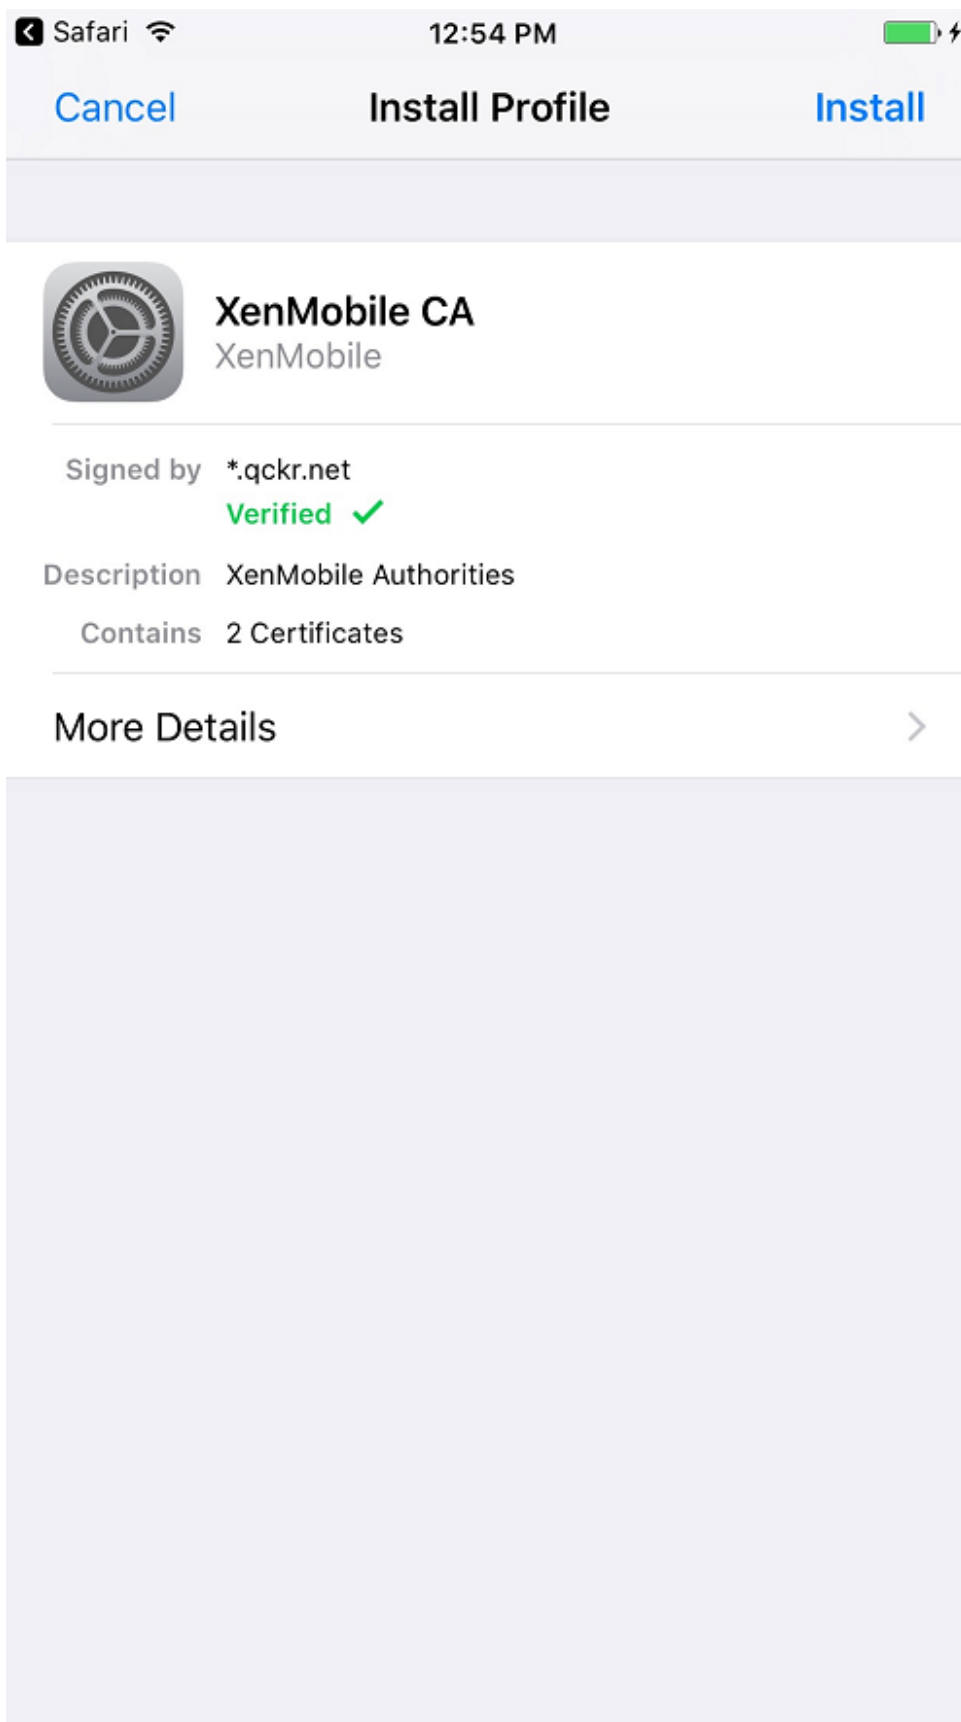 Safari 12:54 PM
Cancel Install Profile Install
XenMobile CA
XenMobile
Signed by *.qckr.net
Verified
Description XenMobile Authorities
Contains 2 Certificates
More Details